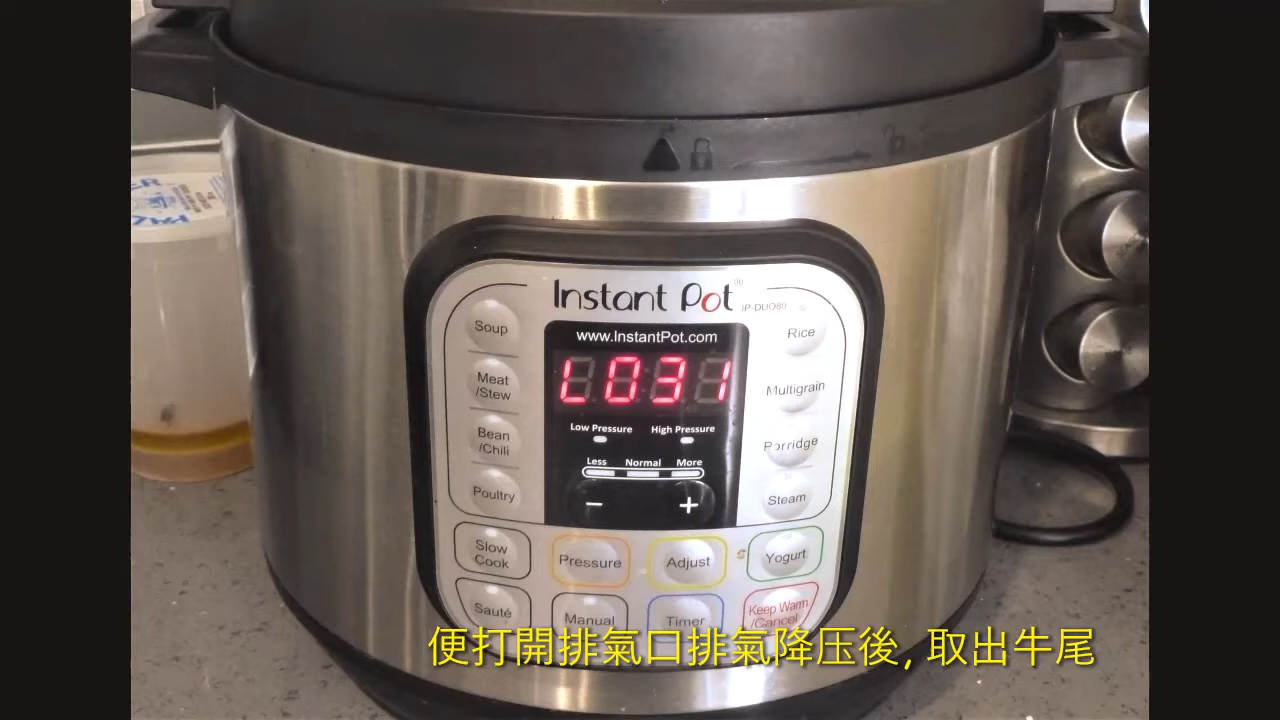 Instant Pot®
IP-DUO80
www.InstantPot.com
L031
Low Pressure
High Pressure
Less
Normal
More
−
+
Soup
Meat
/Stew
Bean
/Chili
Poultry
Slow
Cook
Sauté
Rice
Multigrain
Porridge
Steam
Yogurt
Pressure
Adjust
Manual
Timer
Keep Warm
/Cancel
便打開排氣口排氣降压後, 取出牛尾